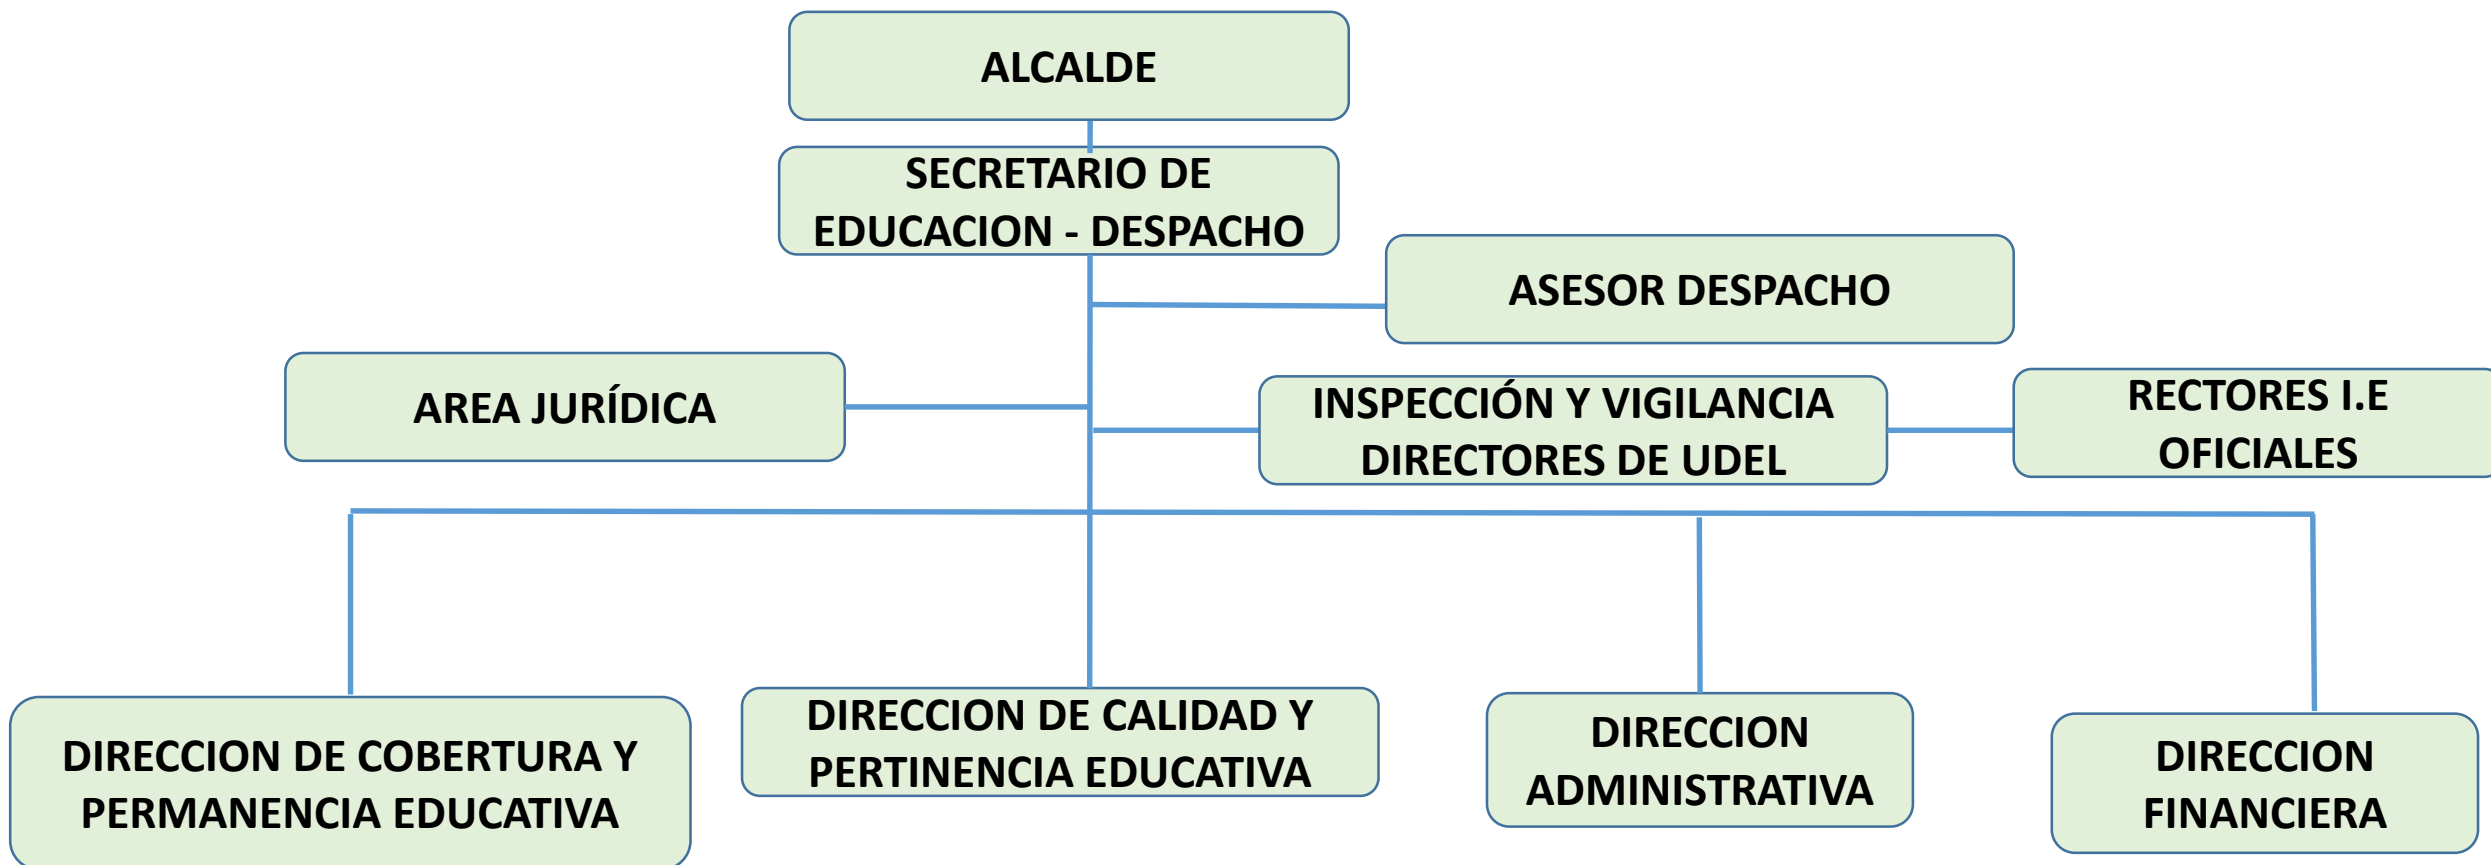 ALCALDE
SECRETARIO DE
EDUCACION - DESPACHO
ASESOR DESPACHO
AREA JURÍDICA
INSPECCIÓN Y VIGILANCIA
DIRECTORES DE UDEL
RECTORES I.E
OFICIALES
DIRECCION DE COBERTURA Y
PERMANENCIA EDUCATIVA
DIRECCION DE CALIDAD Y
PERTINENCIA EDUCATIVA
DIRECCION
ADMINISTRATIVA
DIRECCION
FINANCIERA